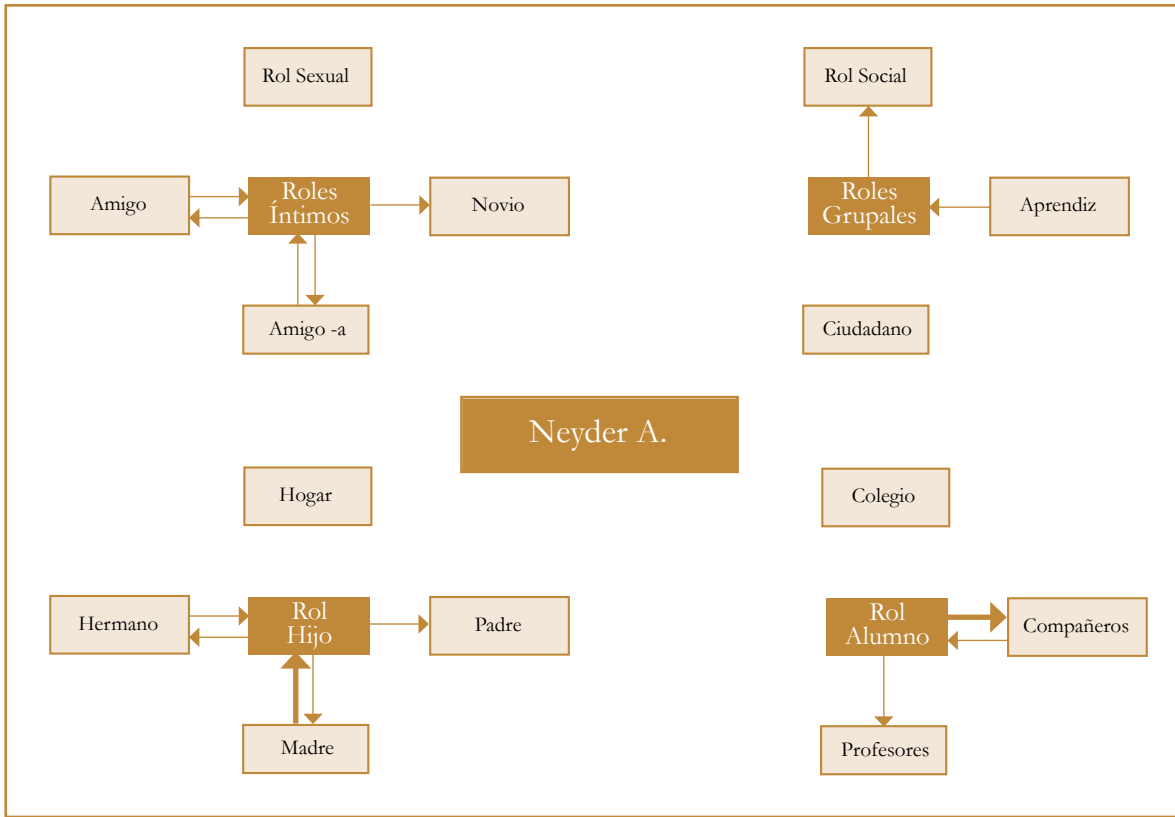 Rol Sexual
Rol Social
Amigo
Roles
Íntimos
Novio
Roles
Grupales
Aprendiz
Amigo -a
Ciudadano
Neyder A.
Hogar
Colegio
Hermano
Rol
Hijo
Padre
Rol
Alumno
Compañeros
Madre
Profesores